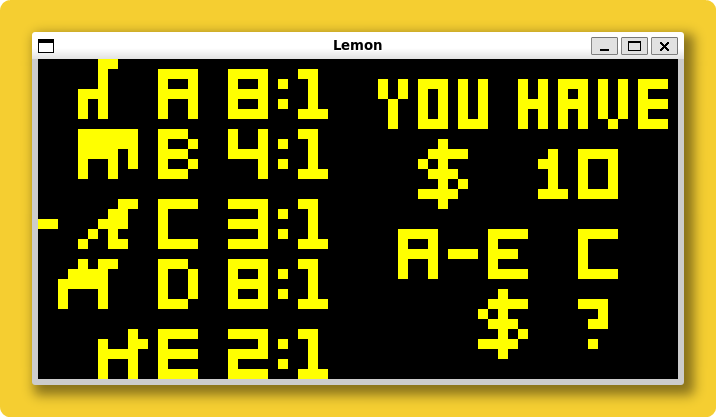 Lemon
A 8:1
B 4:1
C 3:1
D 8:1
E 2:1
YOU HAVE
$ 10
A-E C
$ ?